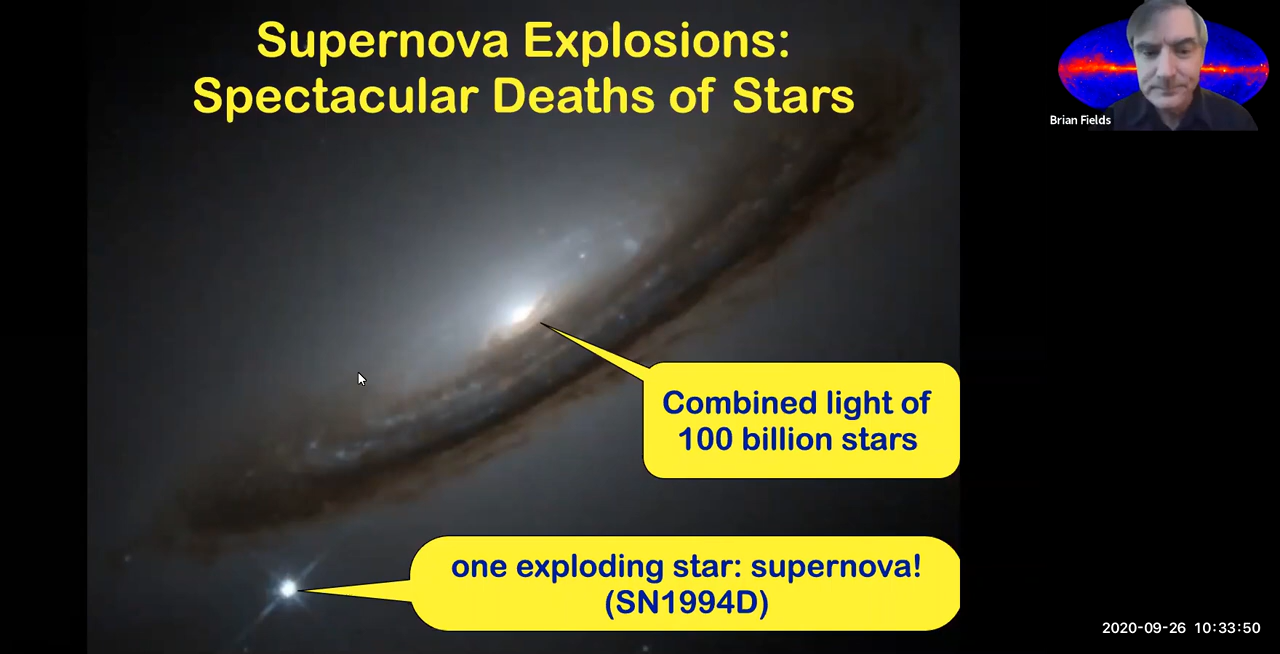 Supernova Explosions:
Spectacular Deaths of Stars
Brian Fields
Combined light of
100 billion stars
one exploding star: supernova!
(SN1994D)
2020-09-26 10:33:50